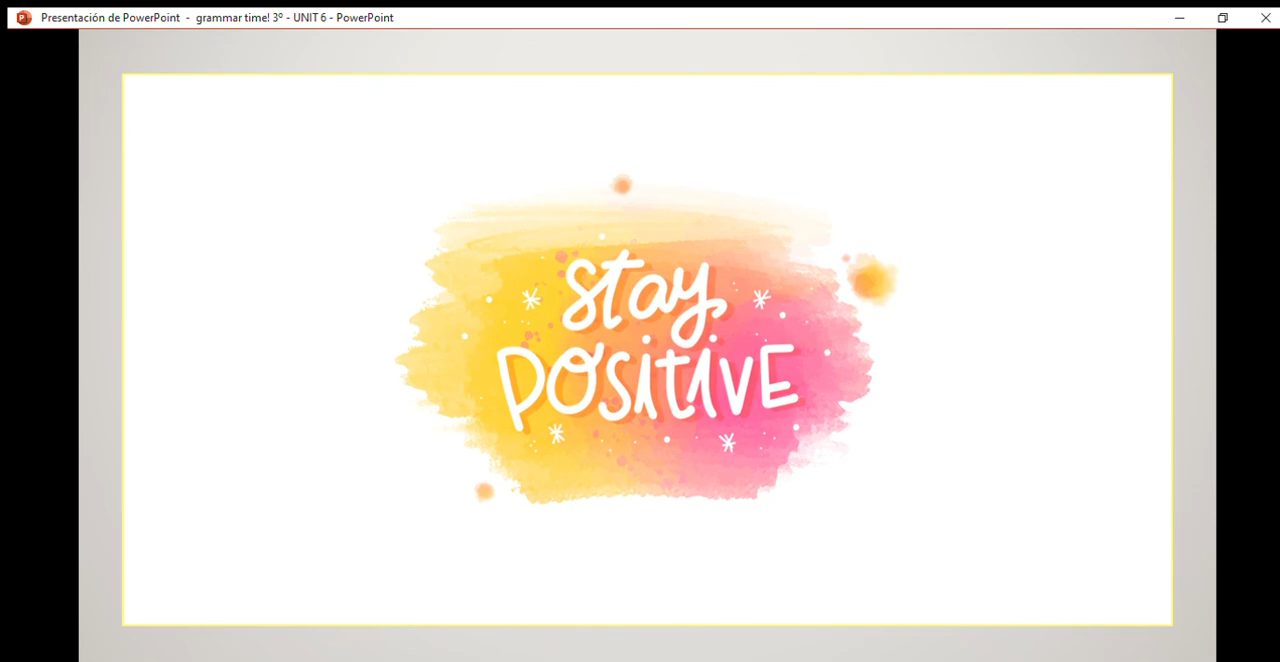 Presentación de PowerPoint - grammar time! 3º - UNIT 6 - PowerPoint
stay
POSITIVE